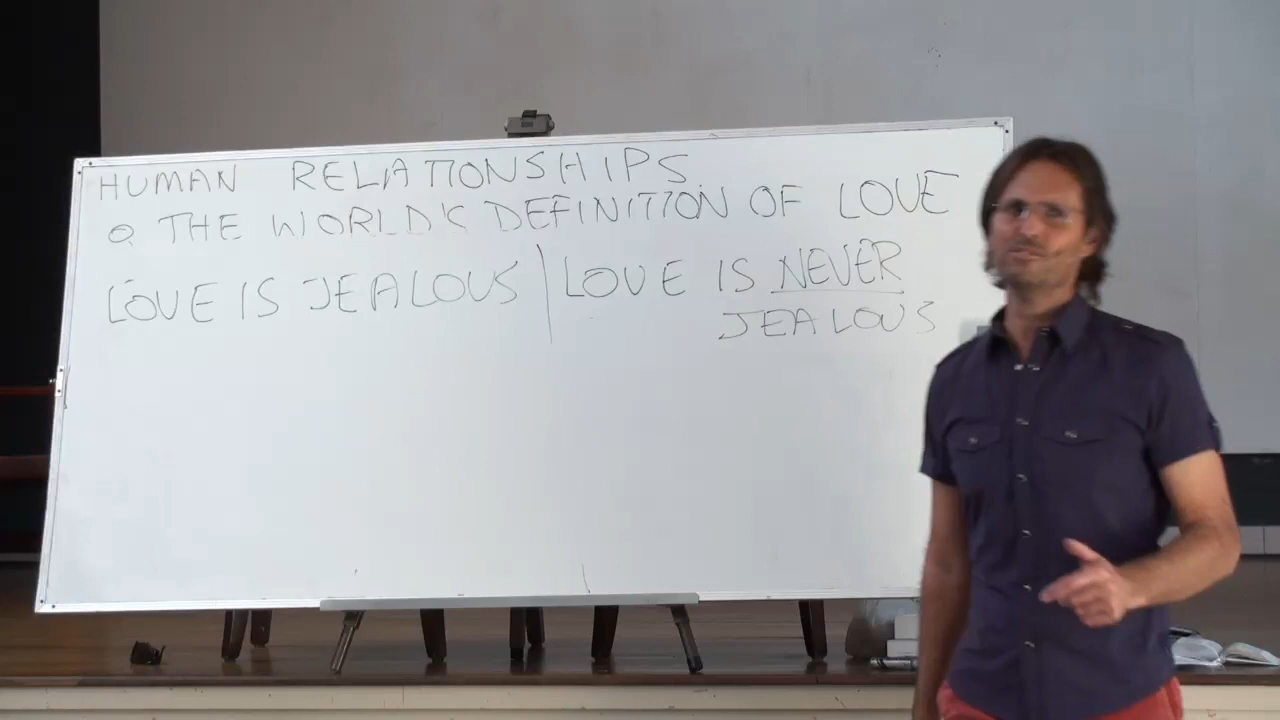 HUMAN RELATIONSHIPS.
o THE WORLD'S DEFINITION OF LOVE
LOVE IS JEALOUS | LOVE IS NEVER
JEALOUS